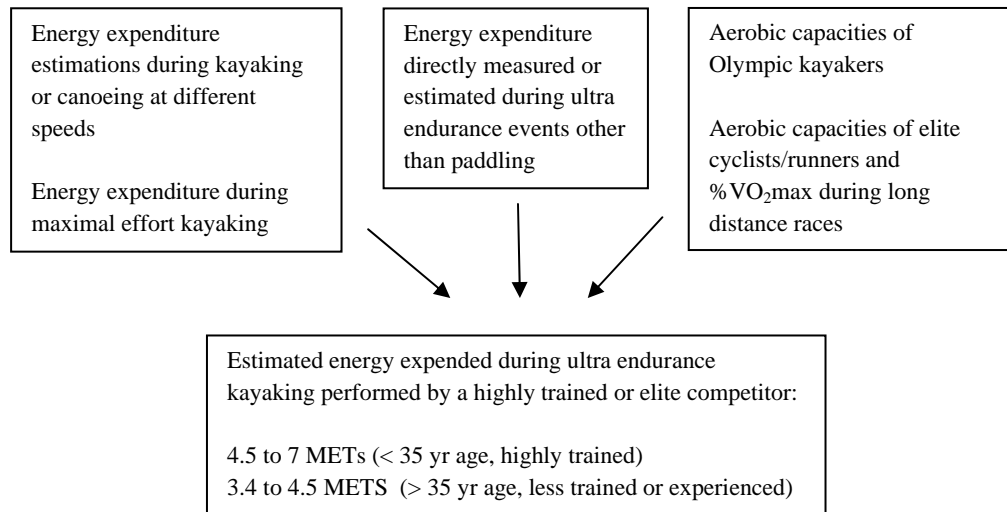 Energy expenditure
estimations during kayaking
or canoeing at different
speeds
Energy expenditure during
maximal effort kayaking
Energy expenditure
directly measured or
estimated during ultra
endurance events other
than paddling
Aerobic capacities of
Olympic kayakers
Aerobic capacities of elite
cyclists/runners and
%VO₂max during long
distance races
Estimated energy expended during ultra endurance
kayaking performed by a highly trained or elite competitor:
4.5 to 7 METs (< 35 yr age, highly trained)
3.4 to 4.5 METS (> 35 yr age, less trained or experienced)